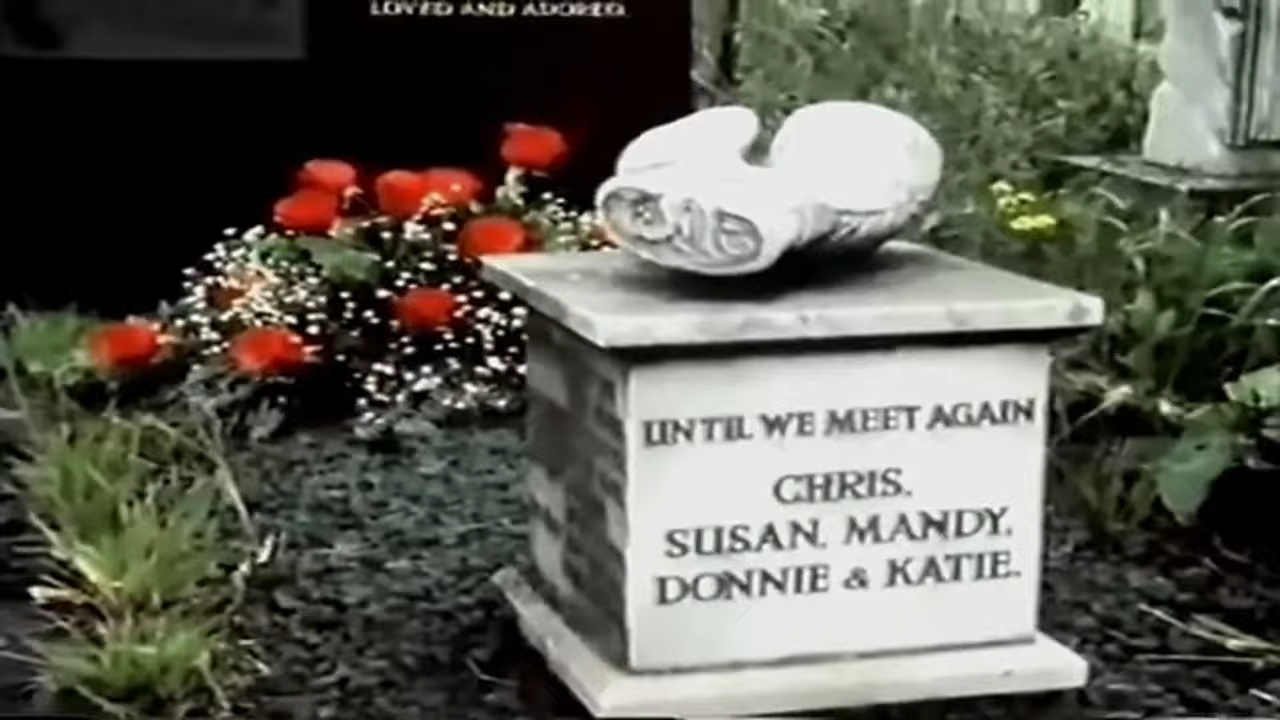 LOVED AND ADORED.
UNTIL WE MEET AGAIN
CHRIS.
SUSAN. MANDY.
DONNIE & KATIE.